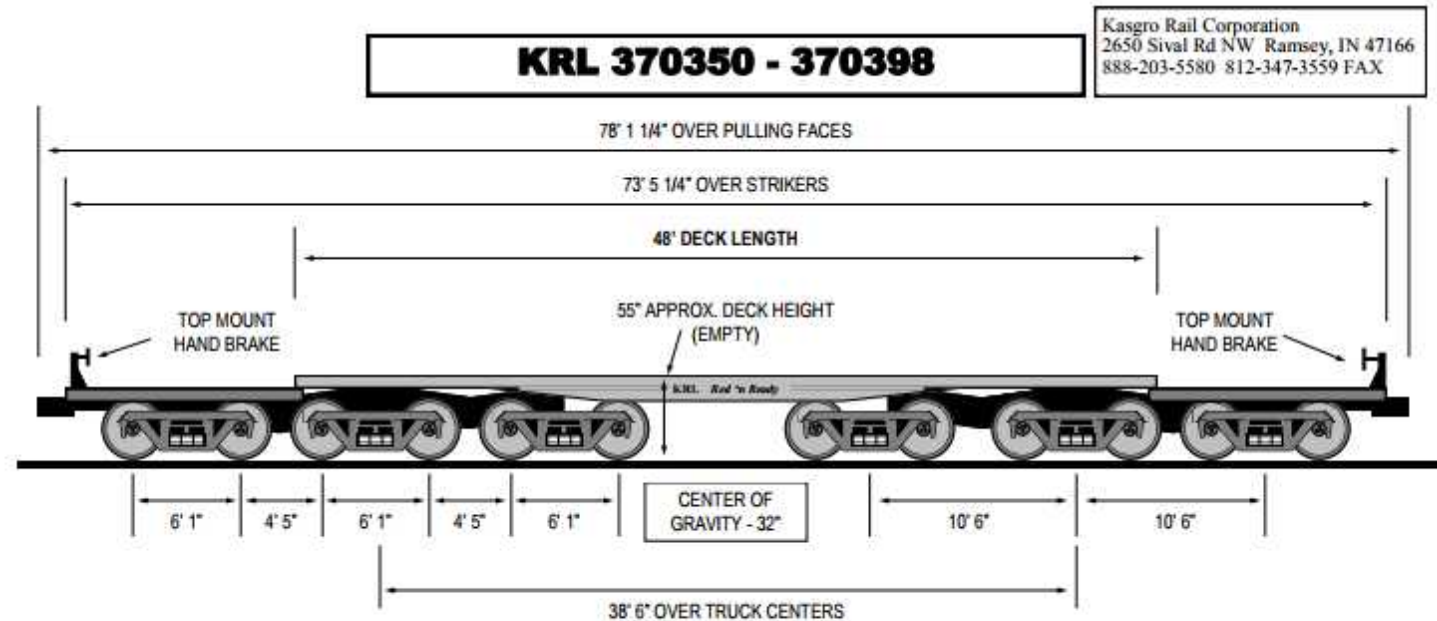 KRL 370350 - 370398
Kasgro Rail Corporation
2650 Sival Rd NW Ramsey, IN 47166
888-203-5580 812-347-3559 FAX
78' 1 1/4" OVER PULLING FACES
73' 5 1/4" OVER STRIKERS
48' DECK LENGTH
55" APPROX. DECK HEIGHT
(EMPTY)
TOP MOUNT
HAND BRAKE
TOP MOUNT
HAND BRAKE
KRL Red 'n Ready
6' 1"
4' 5"
6' 1"
4' 5"
6' 1"
CENTER OF
GRAVITY - 32"
10' 6"
10' 6"
38' 6" OVER TRUCK CENTERS